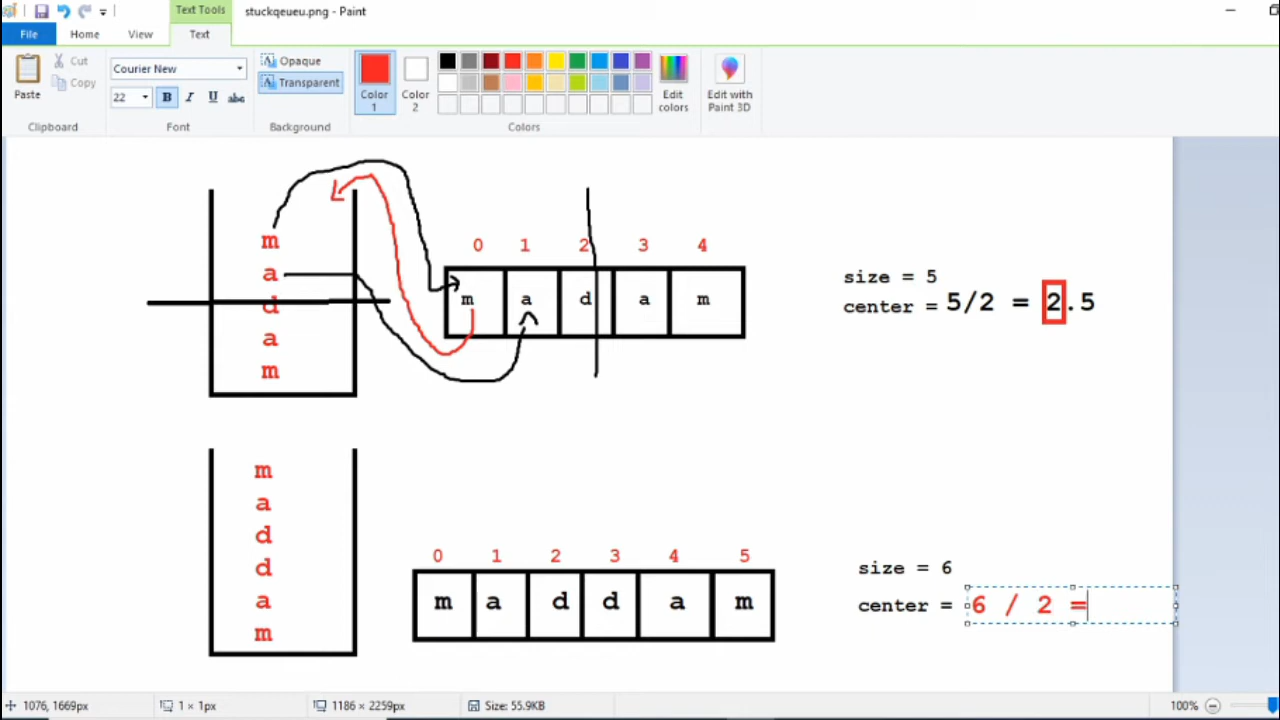 Text Tools
stuckqeueu.png - Paint
File
Home
View
Text
Paste
Cut
Copy
Clipboard
Courier New
22
B
I
U
abc
Font
Opaque
Transparent
Background
Color 1
Color 2
Colors
Edit colors
Edit with Paint 3D
m
a
d
a
m
0 1 2 3 4
m a d a m
size = 5
center = 5/2 = 2.5
m
a
d
d
a
m
0 1 2 3 4 5
m a d d a m
size = 6
center = 6 / 2 =
1076, 1669px
1 × 1px
1186 × 2259px
Size: 55.9KB
100%